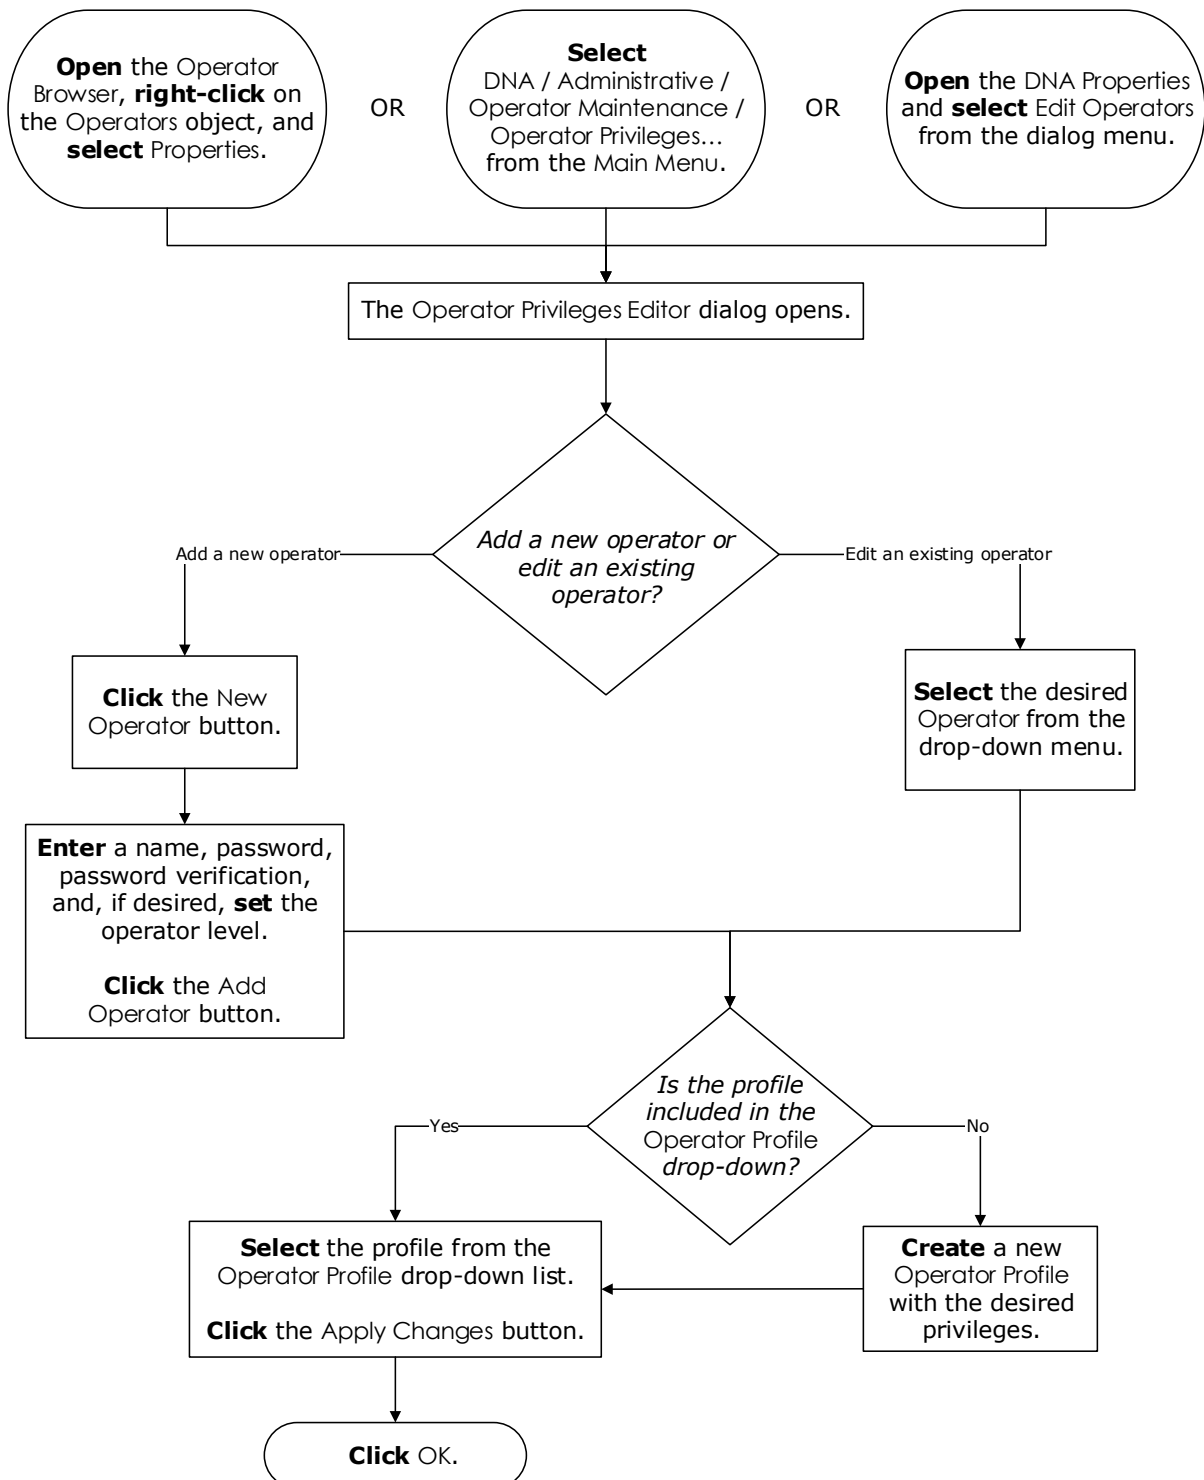 Open the Operator
Browser, right-click on
the Operators object, and
select Properties.
OR
Select
DNA / Administrative /
Operator Maintenance /
Operator Privileges...
from the Main Menu.
OR
Open the DNA Properties
and select Edit Operators
from the dialog menu.
The Operator Privileges Editor dialog opens.
Add a new operator or
edit an existing
operator?
Add a new operator
Edit an existing operator
Click the New
Operator button.
Select the desired
Operator from the
drop-down menu.
Enter a name, password,
password verification,
and, if desired, set the
operator level.
Click the Add
Operator button.
Is the profile
included in the
Operator Profile
drop-down?
Yes
No
Select the profile from the
Operator Profile drop-down list.
Click the Apply Changes button.
Create a new
Operator Profile
with the desired
privileges.
Click OK.